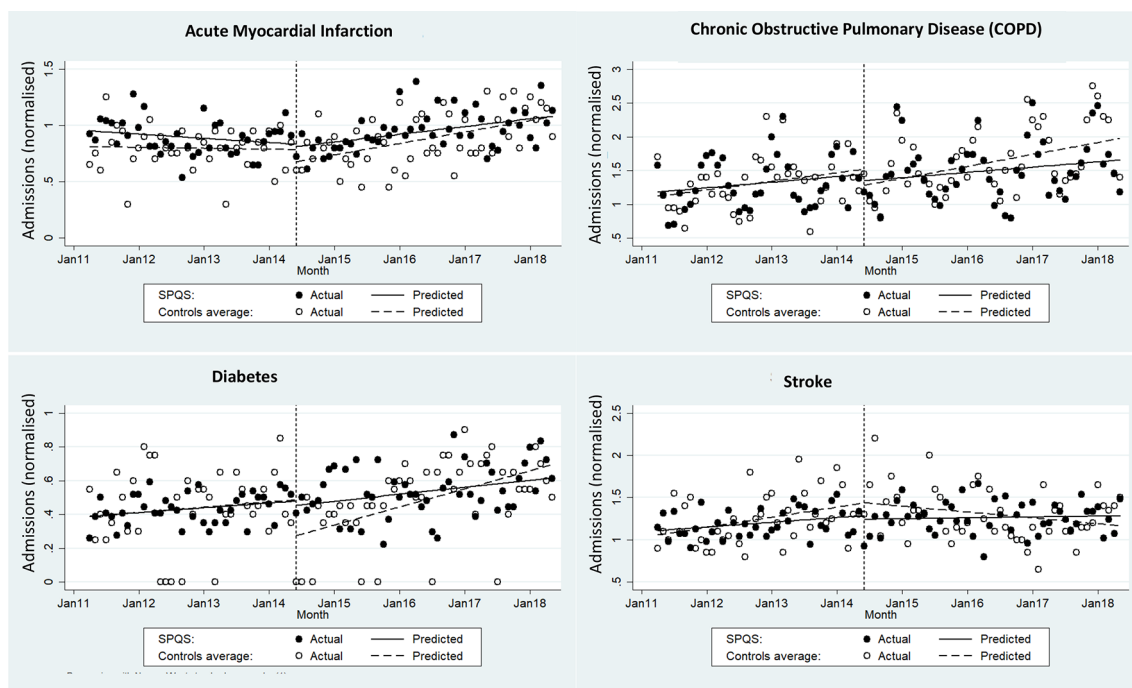 Acute Myocardial Infarction
Admissions (normalised)
1.5
1
.5
0
Jan11 Jan12 Jan13 Jan14 Jan15 Jan16 Jan17 Jan18
Month
SPQS: Actual Predicted
Controls average: Actual Predicted
Chronic Obstructive Pulmonary Disease (COPD)
Admissions (normalised)
3
2.5
2
1.5
1
.5
Jan11 Jan12 Jan13 Jan14 Jan15 Jan16 Jan17 Jan18
Month
SPQS: Actual Predicted
Controls average: Actual Predicted
Diabetes
Admissions (normalised)
1
.8
.6
.4
.2
0
Jan11 Jan12 Jan13 Jan14 Jan15 Jan16 Jan17 Jan18
Month
SPQS: Actual Predicted
Controls average: Actual Predicted
Stroke
Admissions (normalised)
2.5
2
1.5
1
.5
Jan11 Jan12 Jan13 Jan14 Jan15 Jan16 Jan17 Jan18
Month
SPQS: Actual Predicted
Controls average: Actual Predicted